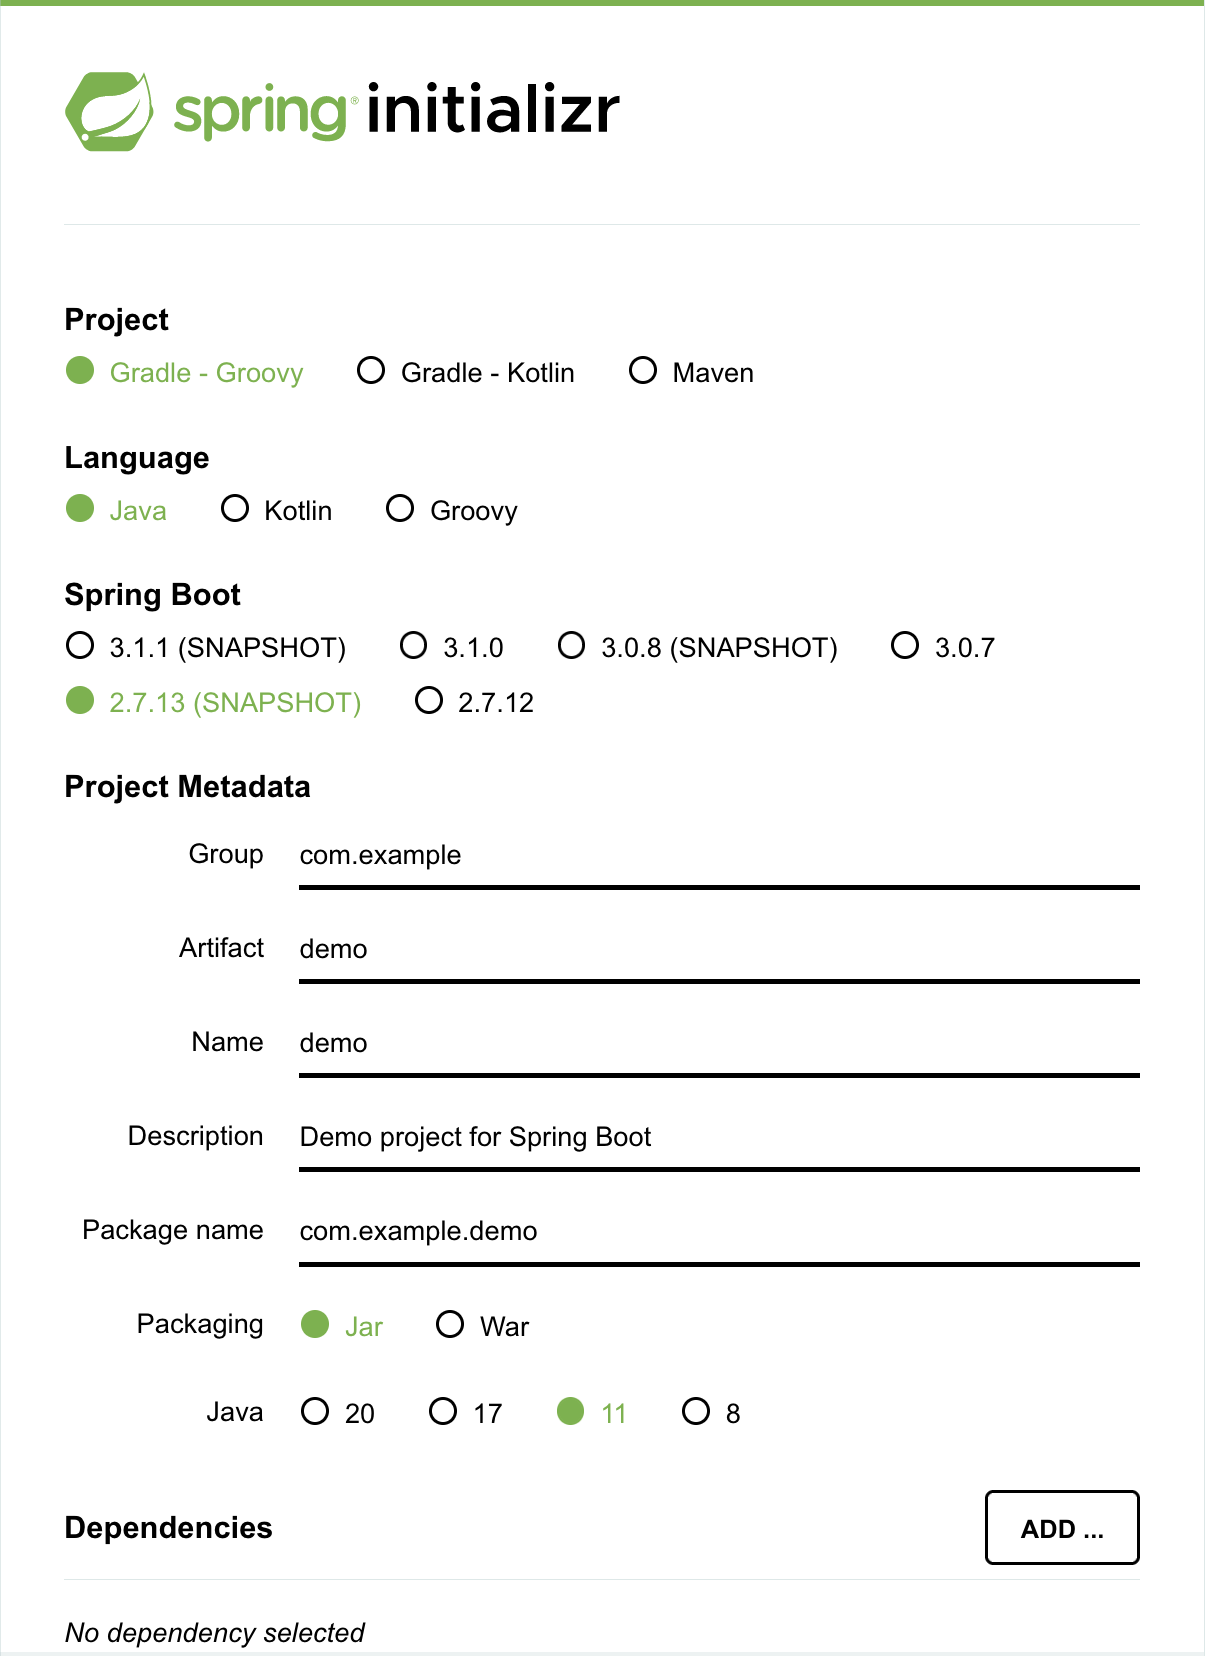 spring® initializr
Project
Gradle - Groovy Gradle - Kotlin Maven
Language
Java Kotlin Groovy
Spring Boot
3.1.1 (SNAPSHOT) 3.1.0 3.0.8 (SNAPSHOT) 3.0.7
2.7.13 (SNAPSHOT) 2.7.12
Project Metadata
Group com.example
Artifact demo
Name demo
Description Demo project for Spring Boot
Package name com.example.demo
Packaging Jar War
Java 20 17 11 8
Dependencies ADD ...
No dependency selected